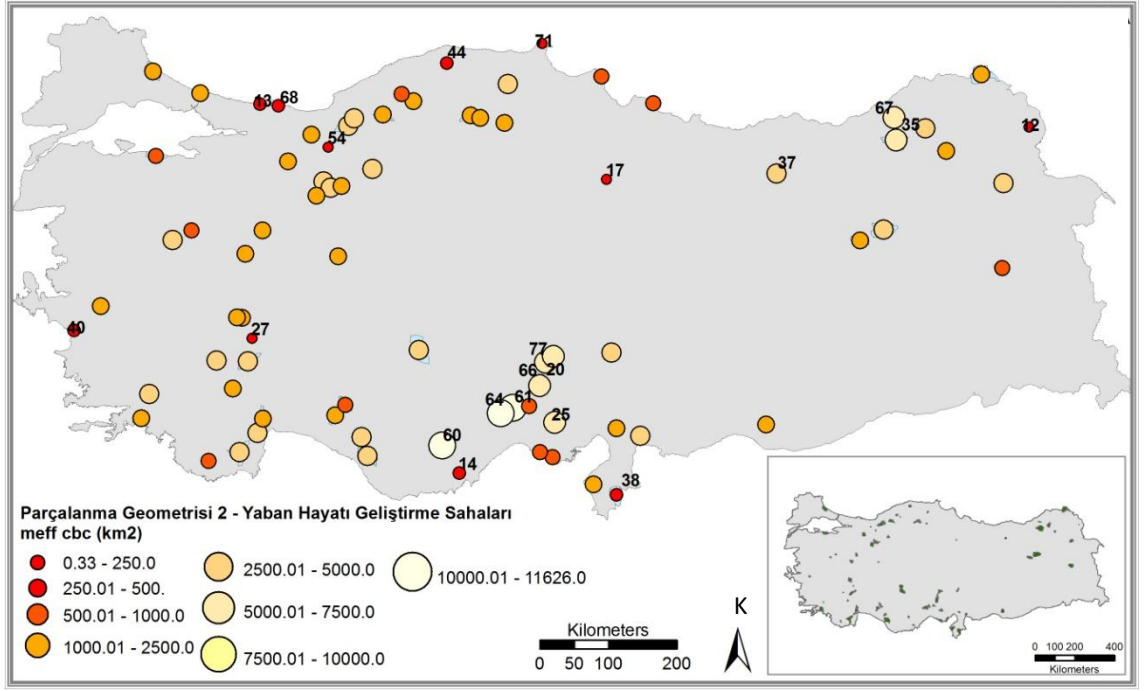 71
44
13
68
67
35
12
54
17
37
40
27
77
66
20
64
61
25
60
14
38
Parçalanma Geometrisi 2 - Yaban Hayatı Geliştirme Sahaları
meff cbc (km2)
0.33 - 250.0
250.01 - 500.
500.01 - 1000.0
1000.01 - 2500.0
2500.01 - 5000.0
5000.01 - 7500.0
7500.01 - 10000.0
10000.01 - 11626.0
Kilometers
0 50 100 200
K
0 100 200 400
Kilometers